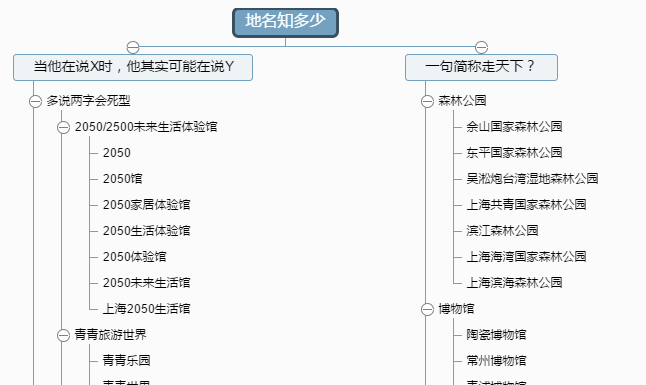 地名知多少
当他在说X时，他其实可能在说Y
多说两字会死型
2050/2500未来生活体验馆
2050
2050馆
2050家居体验馆
2050生活体验馆
2050体验馆
2050未来生活馆
上海2050生活馆
青青旅游世界
青青乐园
青青世界
一句简称走天下？
森林公园
佘山国家森林公园
东平国家森林公园
吴淞炮台湾湿地森林公园
上海共青国家森林公园
滨江森林公园
上海海湾国家森林公园
上海滨海森林公园
博物馆
陶瓷博物馆
常州博物馆
青浦博物馆